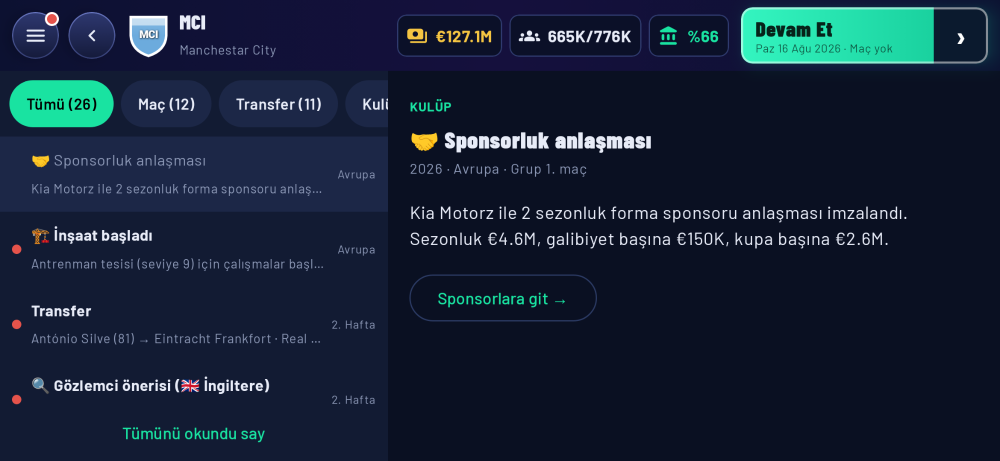 MCI
MCI
Manchestar City
€127.1M
665K/776K
%66
Devam Et
Paz 16 Ağu 2026 · Maç yok
›
Tümü (26)
Maç (12)
Transfer (11)
Kulü
🤝 Sponsorluk anlaşması
Kia Motorz ile 2 sezonluk forma sponsoru anlaş...
Avrupa
🏗️ İnşaat başladı
Antrenman tesisi (seviye 9) için çalışmalar başl...
Avrupa
Transfer
António Silve (81) → Eintracht Frankfort · Real ...
2. Hafta
🔍 Gözlemci önerisi (🇬🇧 İngiltere)
2. Hafta
Tümünü okundu say
KULÜP
🤝 Sponsorluk anlaşması
2026 · Avrupa · Grup 1. maç
Kia Motorz ile 2 sezonluk forma sponsoru anlaşması imzalandı.
Sezonluk €4.6M, galibiyet başına €150K, kupa başına €2.6M.
Sponsorlara git →